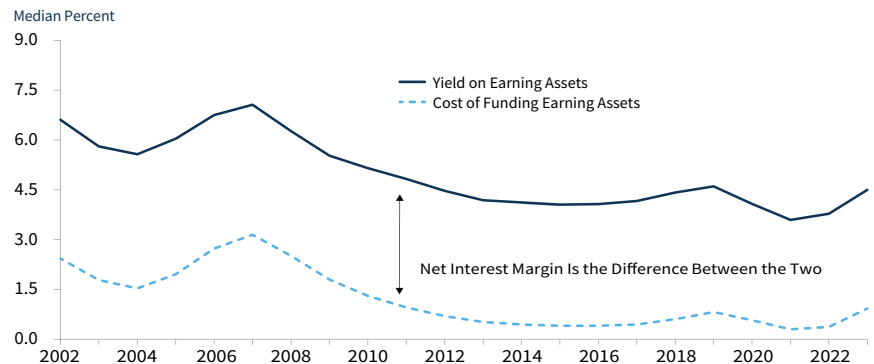 Median Percent
9.0
7.5
Yield on Earning Assets
Cost of Funding Earning Assets
6.0
4.5
3.0
Net Interest Margin Is the Difference Between the Two
1.5
0.0
2002 2004 2006 2008 2010 2012 2014 2016 2018 2020 2022